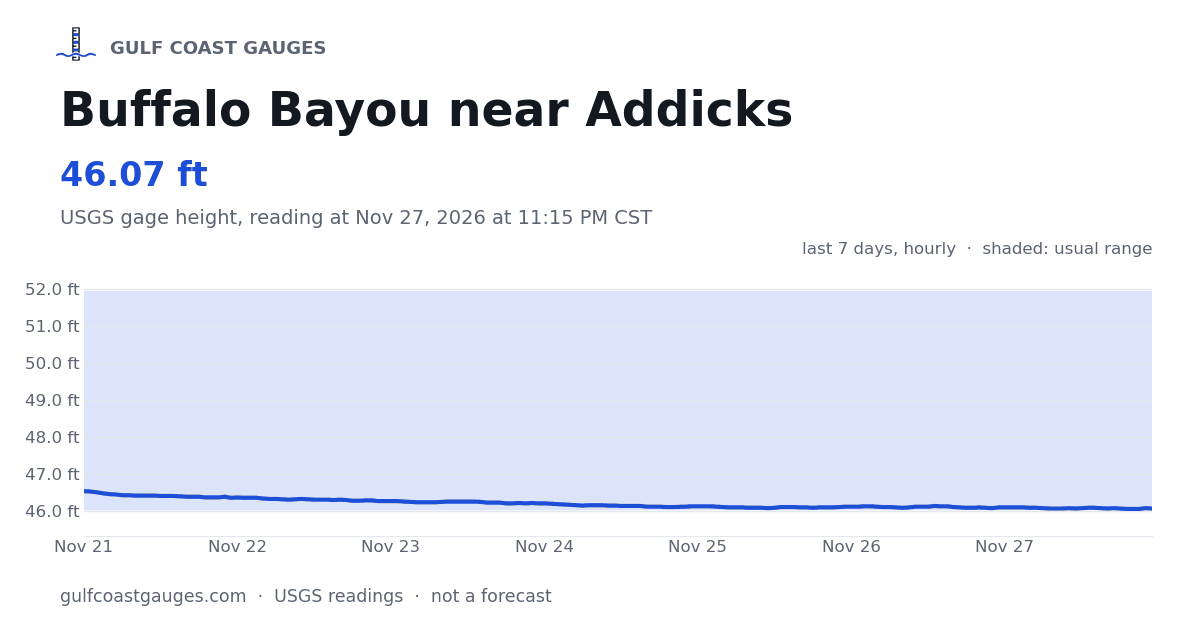 GULF COAST GAUGES
Buffalo Bayou near Addicks
46.07 ft
USGS gage height, reading at Nov 27, 2026 at 11:15 PM CST
last 7 days, hourly · shaded: usual range
52.0 ft
51.0 ft
50.0 ft
49.0 ft
48.0 ft
47.0 ft
46.0 ft
Nov 21 Nov 22 Nov 23 Nov 24 Nov 25 Nov 26 Nov 27
gulfcoastgauges.com · USGS readings · not a forecast